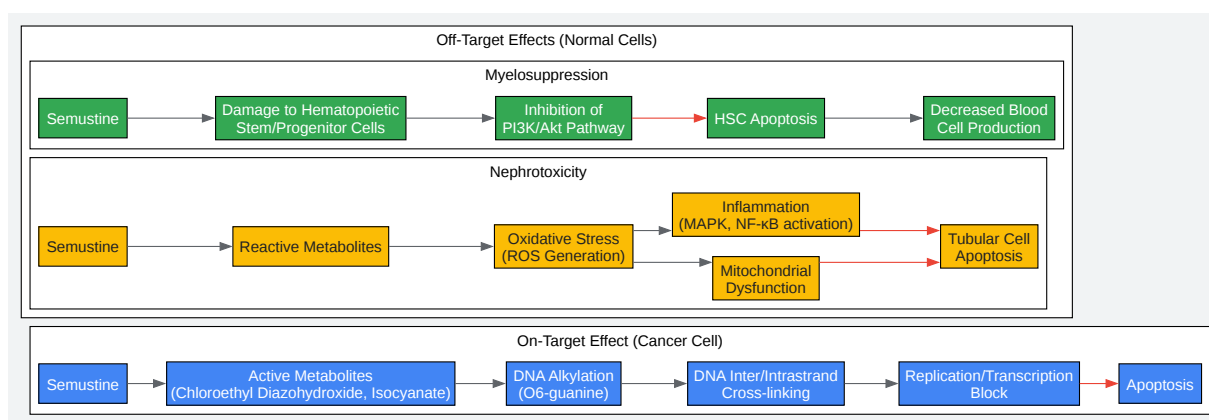 Off-Target Effects (Normal Cells)
Myelosuppression
Semustine
Damage to Hematopoietic
Stem/Progenitor Cells
Inhibition of
PI3K/Akt Pathway
HSC Apoptosis
Decreased Blood
Cell Production
Nephrotoxicity
Semustine
Reactive Metabolites
Oxidative Stress
(ROS Generation)
Inflammation
(MAPK, NF-κB activation)
Mitochondrial
Dysfunction
Tubular Cell
Apoptosis
On-Target Effect (Cancer Cell)
Semustine
Active Metabolites
(Chloroethyl Diazohydroxide, Isocyanate)
DNA Alkylation
(O6-guanine)
DNA Inter/Intrastrand
Cross-linking
Replication/Transcription
Block
Apoptosis